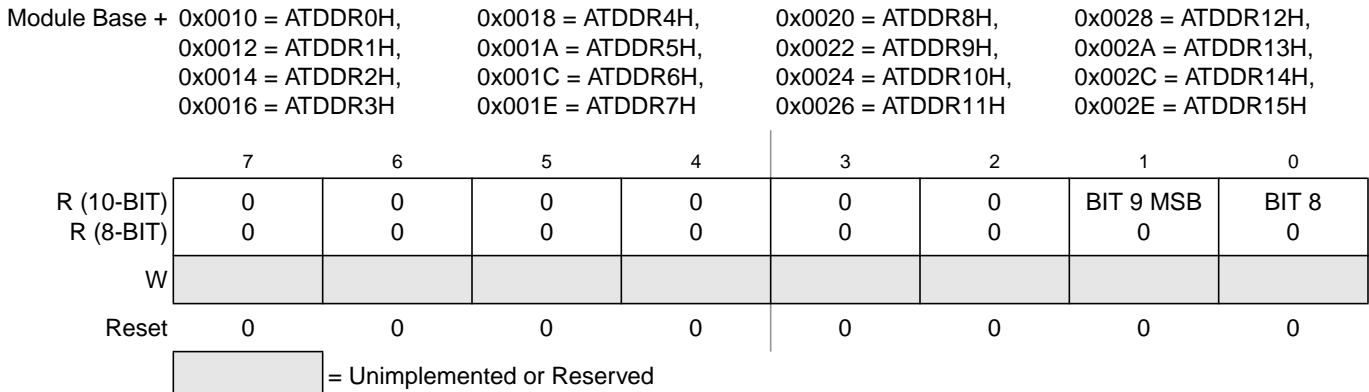 Module Base + 0x0010 = ATDDR0H, 0x0018 = ATDDR4H, 0x0020 = ATDDR8H, 0x0028 = ATDDR12H,
0x0012 = ATDDR1H, 0x001A = ATDDR5H, 0x0022 = ATDDR9H, 0x002A = ATDDR13H,
0x0014 = ATDDR2H, 0x001C = ATDDR6H, 0x0024 = ATDDR10H, 0x002C = ATDDR14H,
0x0016 = ATDDR3H 0x001E = ATDDR7H 0x0026 = ATDDR11H 0x002E = ATDDR15H
7 6 5 4 3 2 1 0
R (10-BIT) 0 0 0 0 0 0 BIT 9 MSB BIT 8
R (8-BIT) 0 0 0 0 0 0 0 0
W
Reset 0 0 0 0 0 0 0 0
= Unimplemented or Reserved